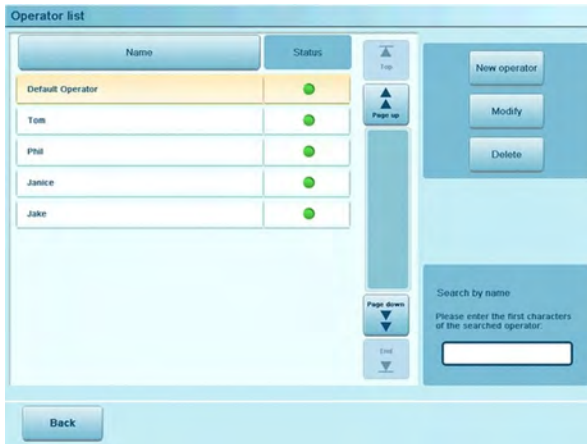 Operator list
Name Status
Default Operator
Tom
Phil
Janice
Jake
Top
Page up
Page down
End
New operator
Modify
Delete
Search by name
Please enter the first characters
of the searched operator:
Back